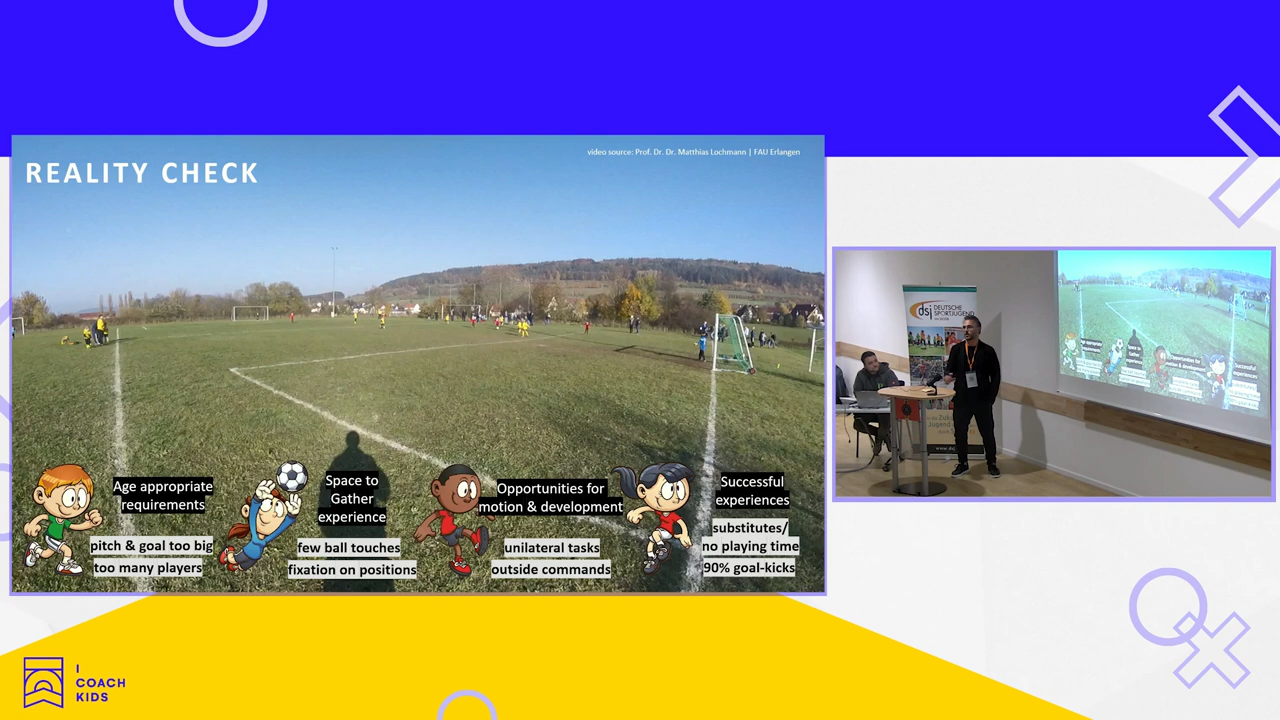 REALITY CHECK
video source: Prof. Dr. Dr. Matthias Lochmann | FAU Erlangen
Age appropriate
requirements
pitch & goal too big
too many players
Space to
Gather
experience
few ball touches
fixation on positions
Opportunities for
motion & development
unilateral tasks
outside commands
Successful
experiences
substitutes/
no playing time
90% goal-kicks
dsj DEUTSCHE
SPORTJUGEND
I
COACH
KIDS